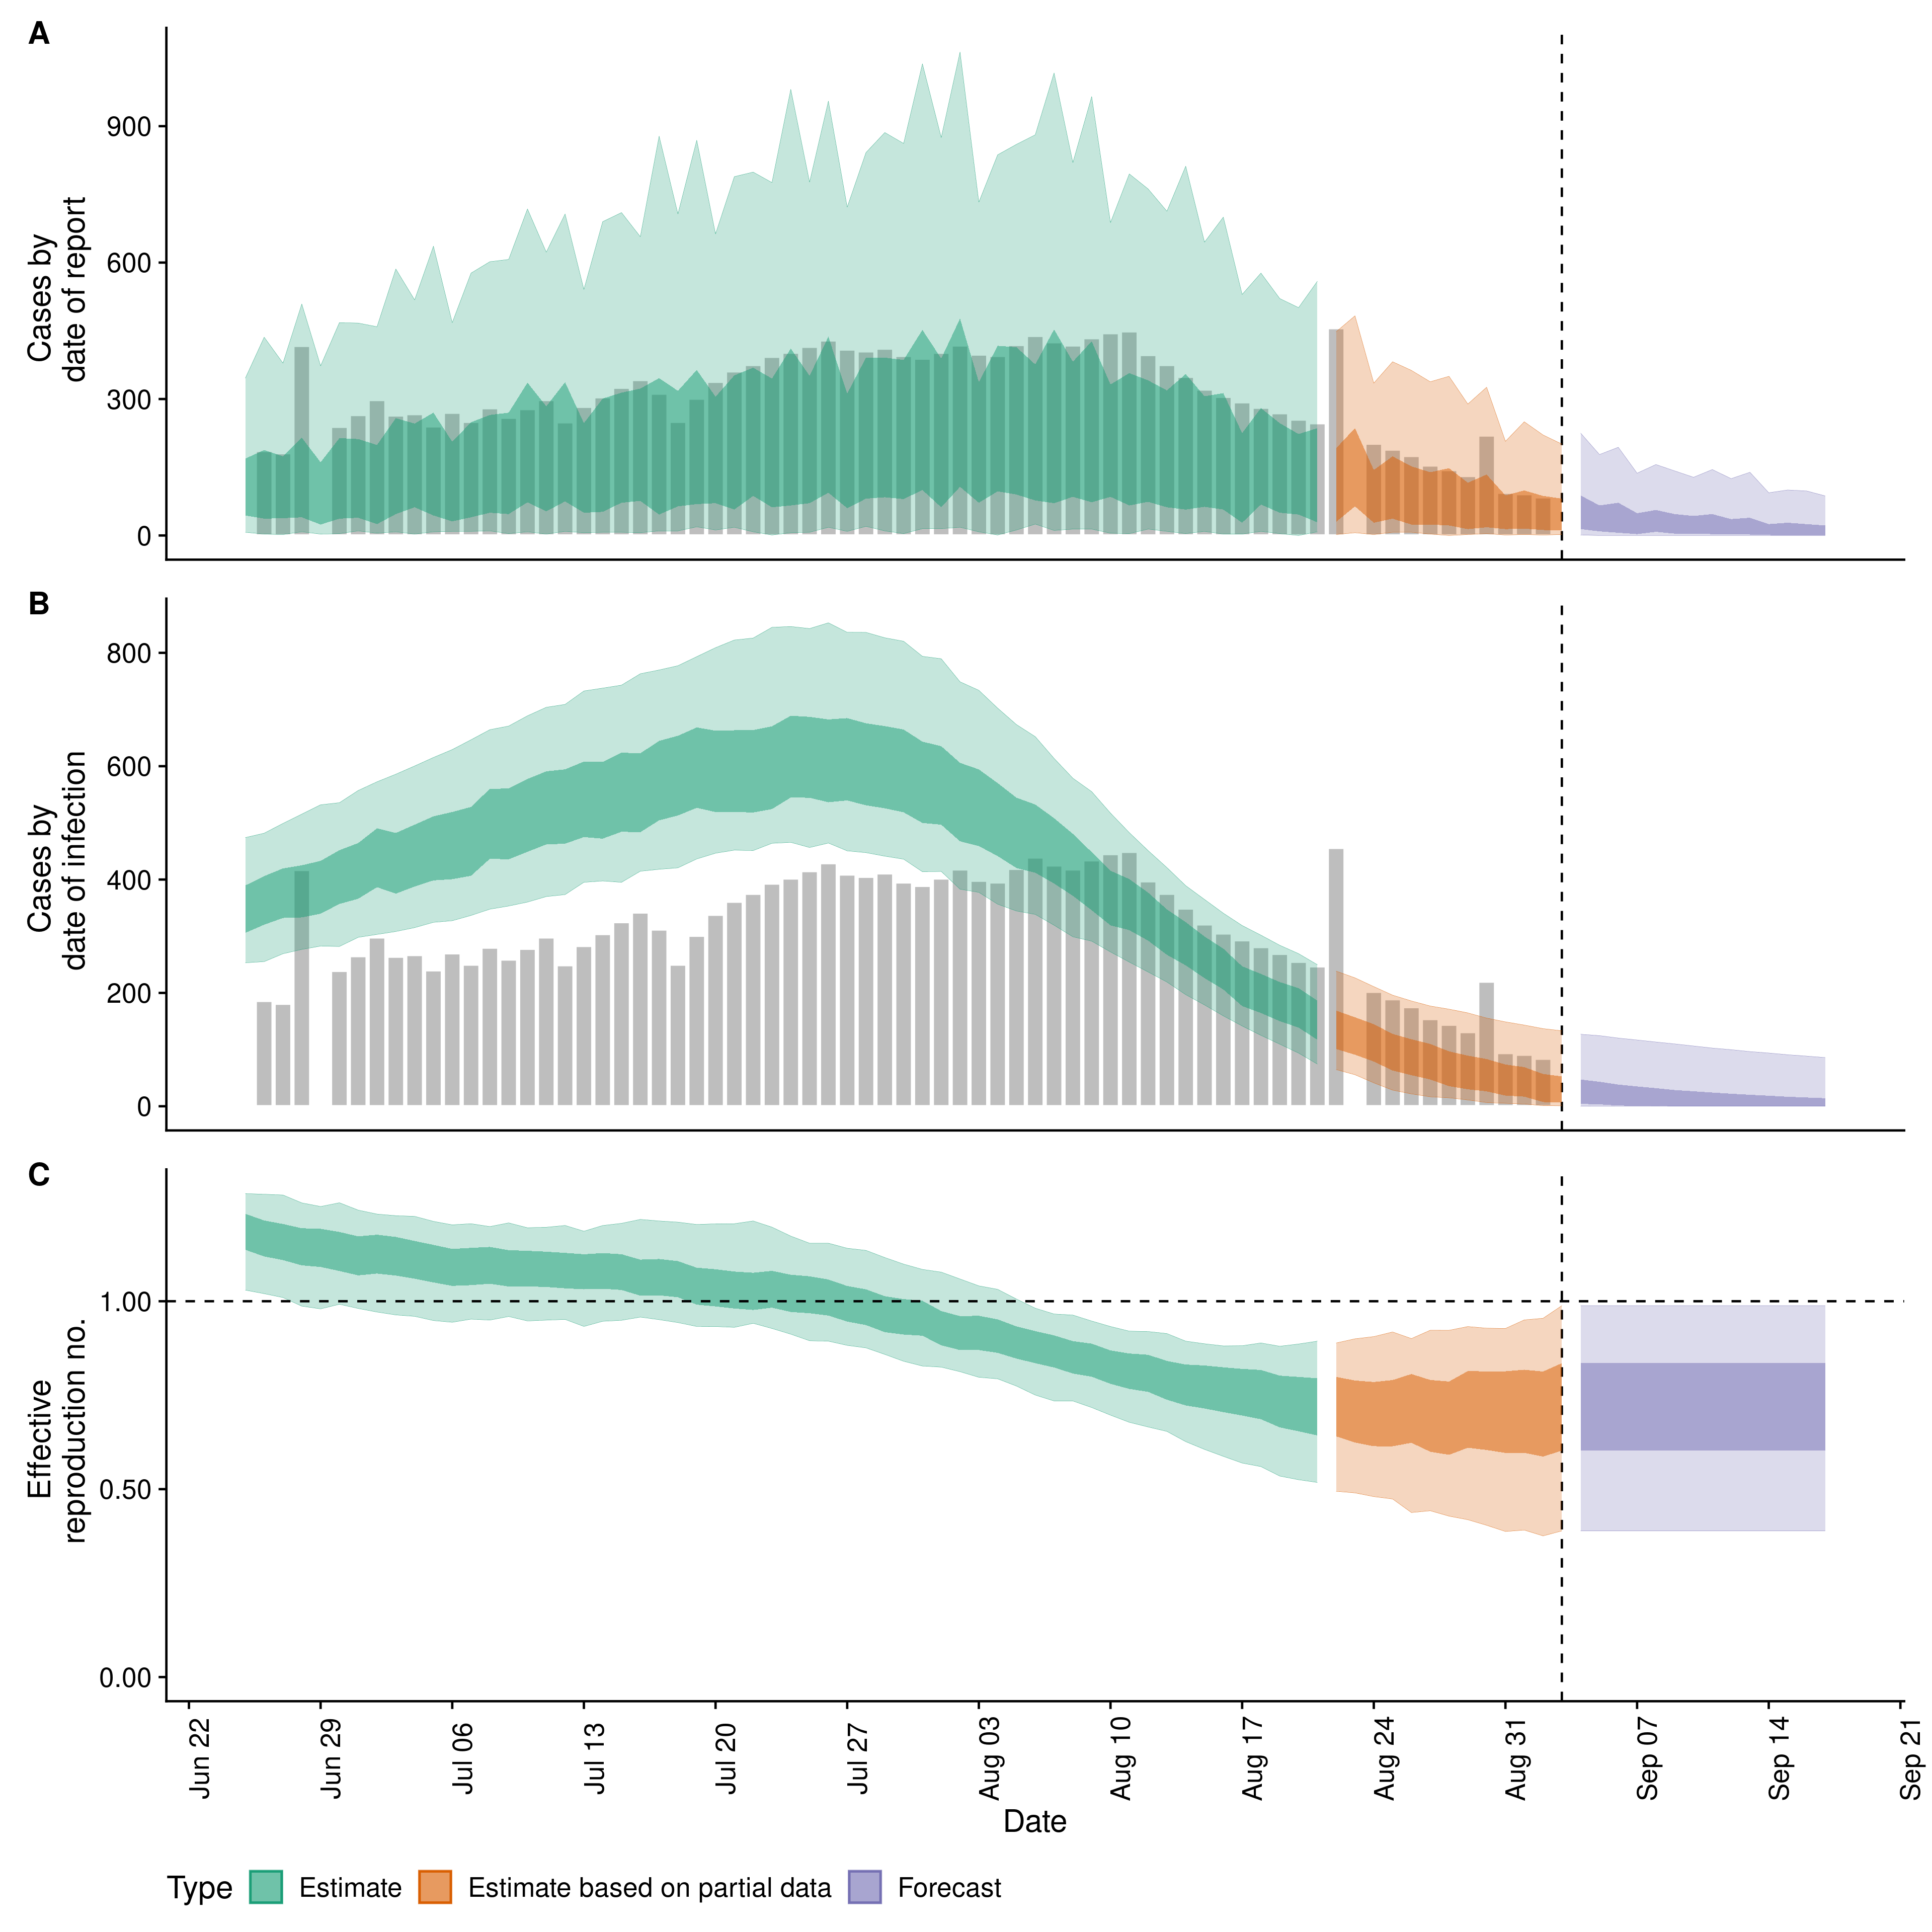 A
Cases by
date of report
900
600
300
0
B
Cases by
date of infection
800
600
400
200
0
C
Effective
reproduction no.
1.00
0.50
0.00
Jun 22
Jun 29
Jul 06
Jul 13
Jul 20
Jul 27
Aug 03
Aug 10
Aug 17
Aug 24
Aug 31
Sep 07
Sep 14
Sep 21
Date
Type Estimate Estimate based on partial data Forecast